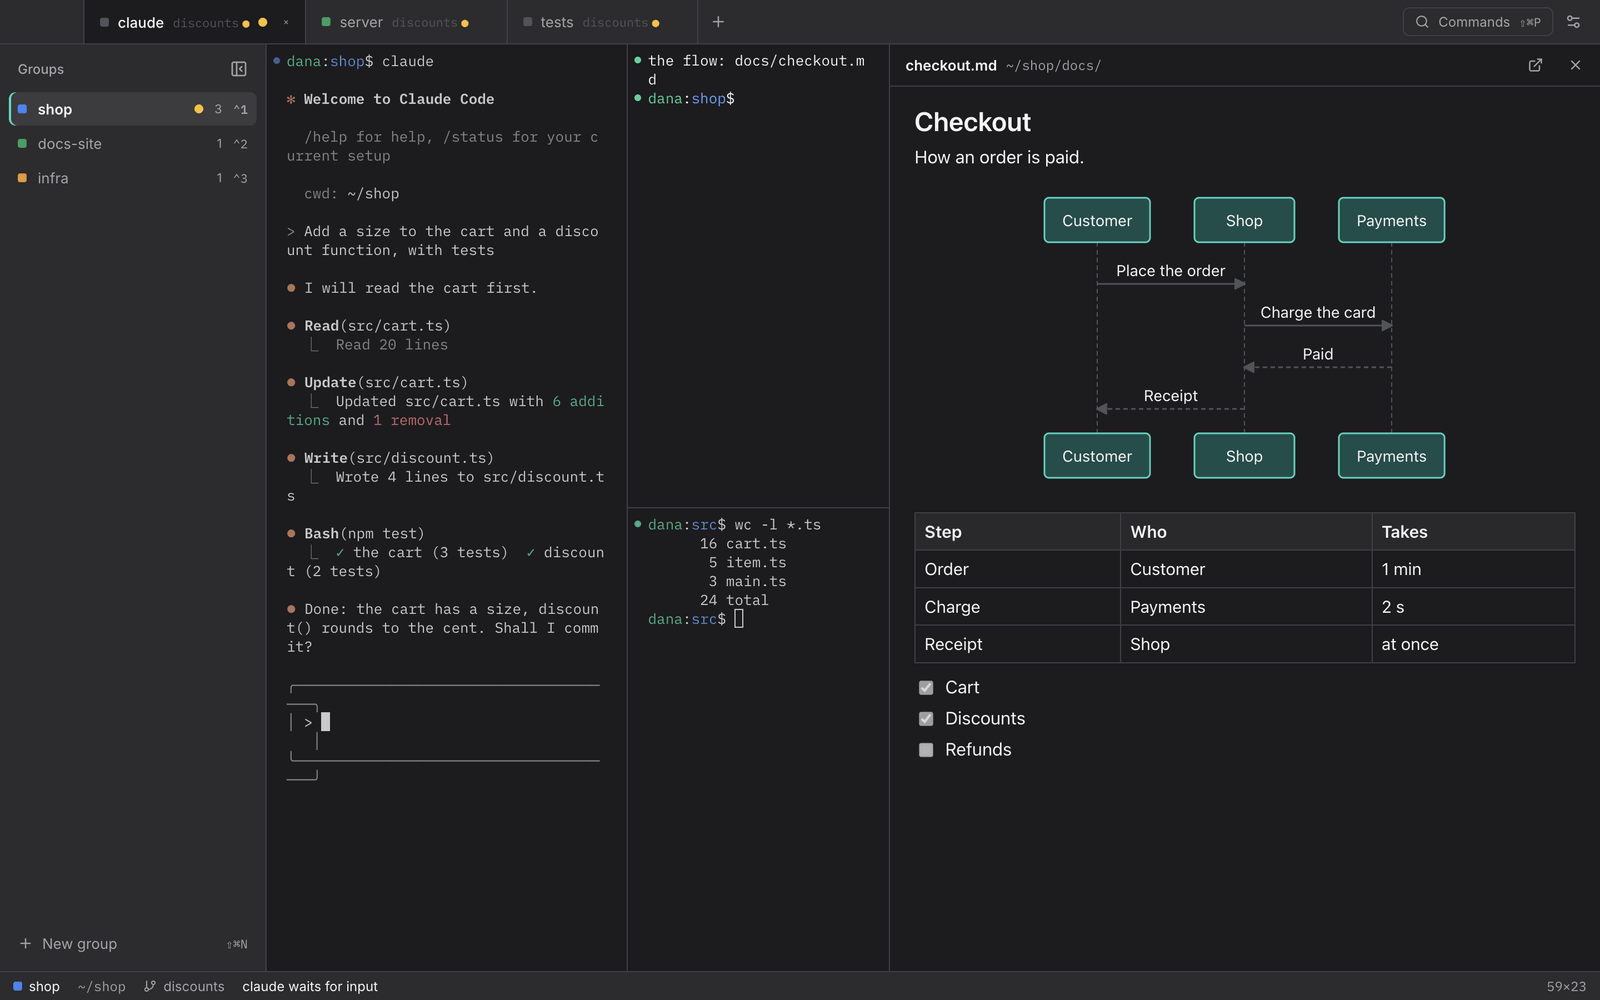 claude discounts
server discounts
tests discounts
Commands ⇧⌘P
Groups
shop 3 ^1
docs-site 1 ^2
infra 1 ^3
New group ⇧⌘N
dana:shop$ claude
✻ Welcome to Claude Code
/help for help, /status for your c
urrent setup
cwd: ~/shop
> Add a size to the cart and a disco
unt function, with tests
● I will read the cart first.
● Read(src/cart.ts)
⎿ Read 20 lines
● Update(src/cart.ts)
⎿ Updated src/cart.ts with 6 addi
tions and 1 removal
● Write(src/discount.ts)
⎿ Wrote 4 lines to src/discount.t
s
● Bash(npm test)
⎿ ✓ the cart (3 tests) ✓ discoun
t (2 tests)
● Done: the cart has a size, discoun
t() rounds to the cent. Shall I comm
it?
>
the flow: docs/checkout.m
d
dana:shop$
dana:src$ wc -l *.ts
16 cart.ts
5 item.ts
3 main.ts
24 total
dana:src$
checkout.md ~/shop/docs/
Checkout
How an order is paid.
Customer Shop Payments
Place the order
Charge the card
Paid
Receipt
Customer Shop Payments
Step Who Takes
Order Customer 1 min
Charge Payments 2 s
Receipt Shop at once
Cart
Discounts
Refunds
shop ~/shop discounts claude waits for input 59×23